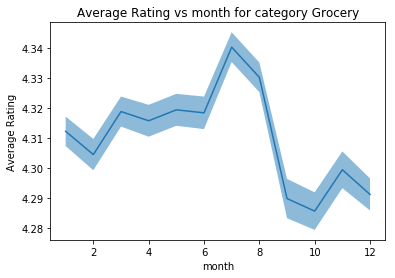 Average Rating vs month for category Grocery
4.34
4.33
4.32
4.31
4.30
4.29
4.28
Average Rating
2 4 6 8 10 12
month